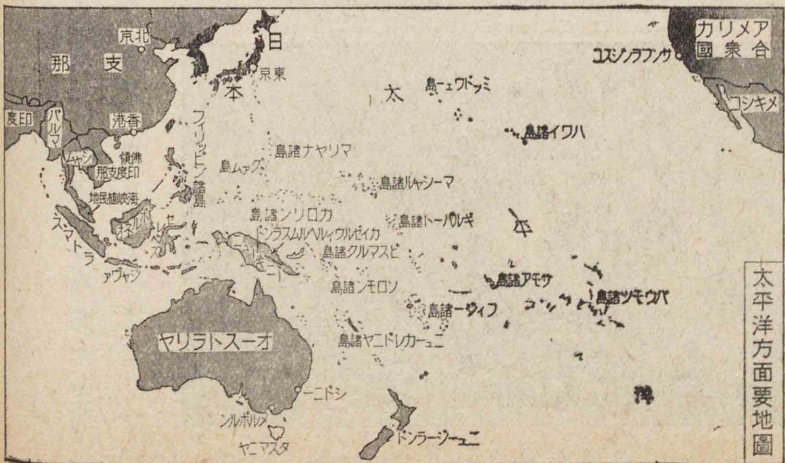 太平洋方面要地圖
アメリカ
合衆國
サンフランシスコ
メキシコ
太
平
洋
ミッドウュー島
ハワイ諸島
日
本
東京
北京
支那
香港
印度
バルマ
シャム
佛領
印度支那
海峽植民地
スマトラ
ジャヴァ
フィリッピン諸島
マリヤナ諸島
グァム島
マーシャル諸島
カロリン諸島
カイゼルウィルヘルムスランド
ビスマルク諸島
ギルバート諸島
ソロモン諸島
サモア諸島
フィジー諸島
パウモツ諸島
ニューカレドニヤ諸島
オーストラリヤ
シドニー
メルボルン
タスマニヤ
ニュージーランド